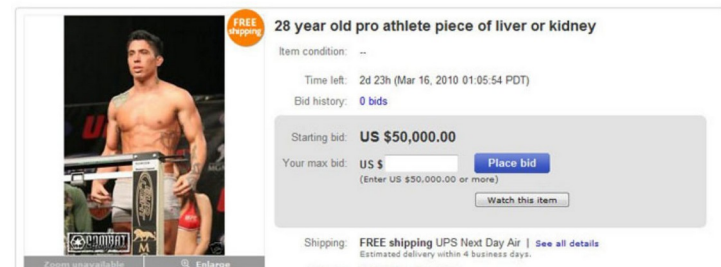 FREE
shipping
28 year old pro athlete piece of liver or kidney
Item condition: --
Time left: 2d 23h (Mar 16, 2010 01:05:54 PDT)
Bid history: 0 bids
Starting bid: US $50,000.00
Your max bid: US $
Place bid
(Enter US $50,000.00 or more)
Watch this item
COMBAT
M
Shipping: FREE shipping UPS Next Day Air | See all details
Estimated delivery within 4 business days.
Zoom unavailable
Enlarge